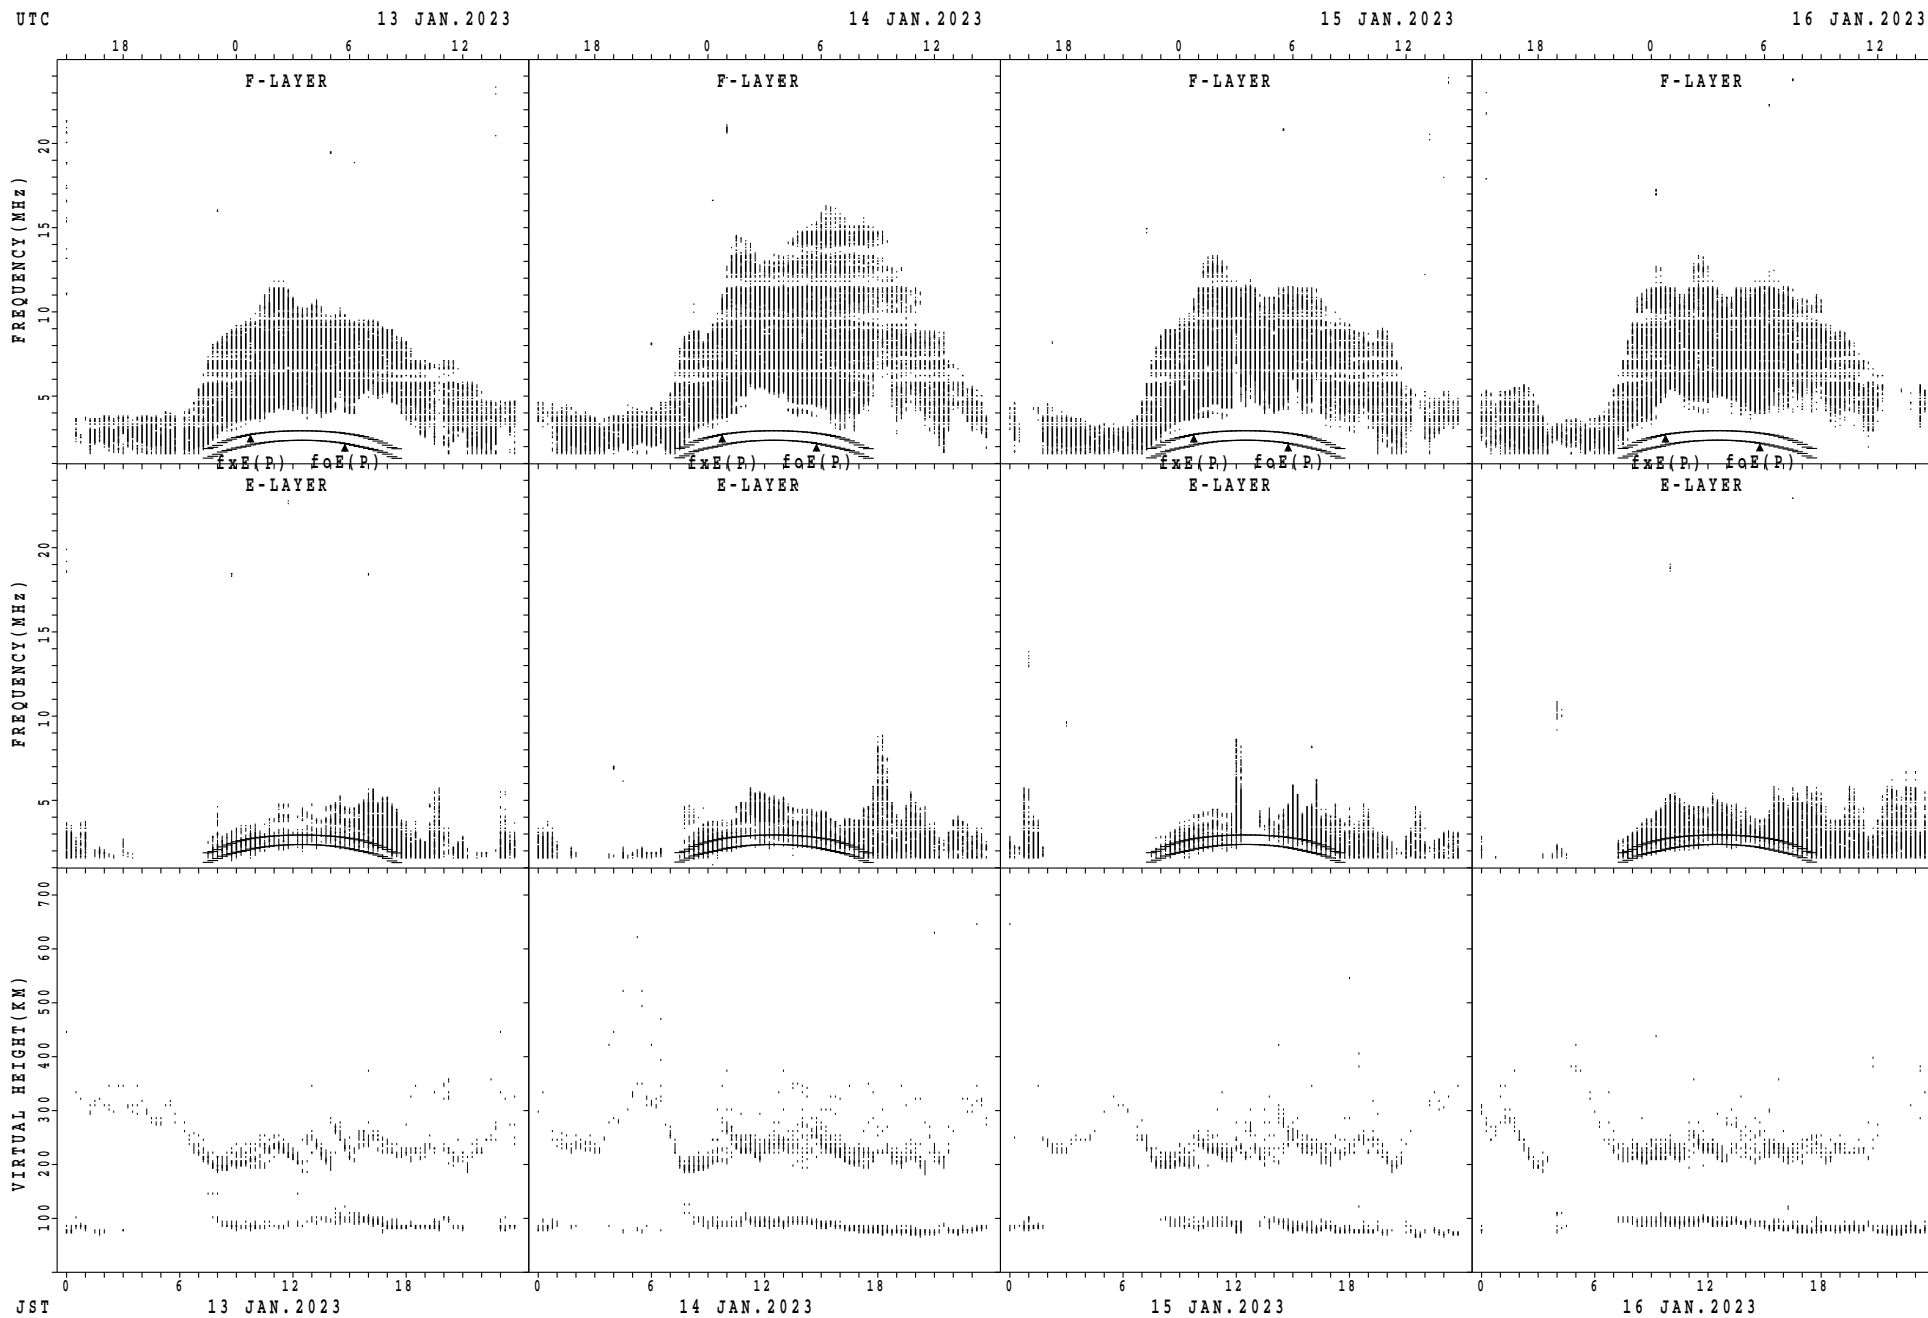 UTC 13 JAN.2023 14 JAN.2023 15 JAN.2023 16 JAN.2023
18 0 6 12 18 0 6 12 18 0 6 12 18 0 6 12
F-LAYER F-LAYER F-LAYER F-LAYER
FREQUENCY(MHz)
20
15
10
5
fxE(P) foE(P) fxE(P) foE(P) fxE(P) foE(P) fxE(P) foE(P)
E-LAYER E-LAYER E-LAYER E-LAYER
FREQUENCY(MHz)
20
15
10
5
VIRTUAL HEIGHT(KM)
700
600
500
400
300
200
100
0 6 12 18 0 6 12 18 0 6 12 18 0 6 12 18
JST 13 JAN.2023 14 JAN.2023 15 JAN.2023 16 JAN.2023